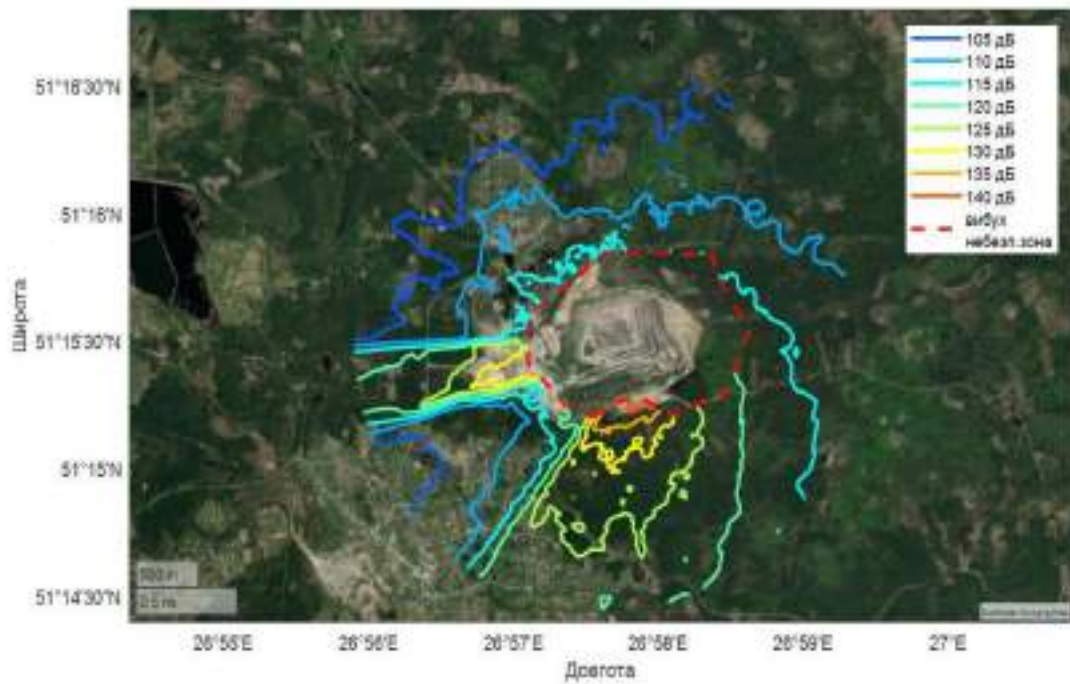 105 дБ
110 дБ
115 дБ
120 дБ
125 дБ
130 дБ
135 дБ
140 дБ
вибух
небезп.зона
51°16'30"N
51°16'N
51°15'30"N
51°15'N
51°14'30"N
Широта
500 m
26°55'E
26°56'E
26°57'E
26°58'E
26°59'E
27°E
Довгота